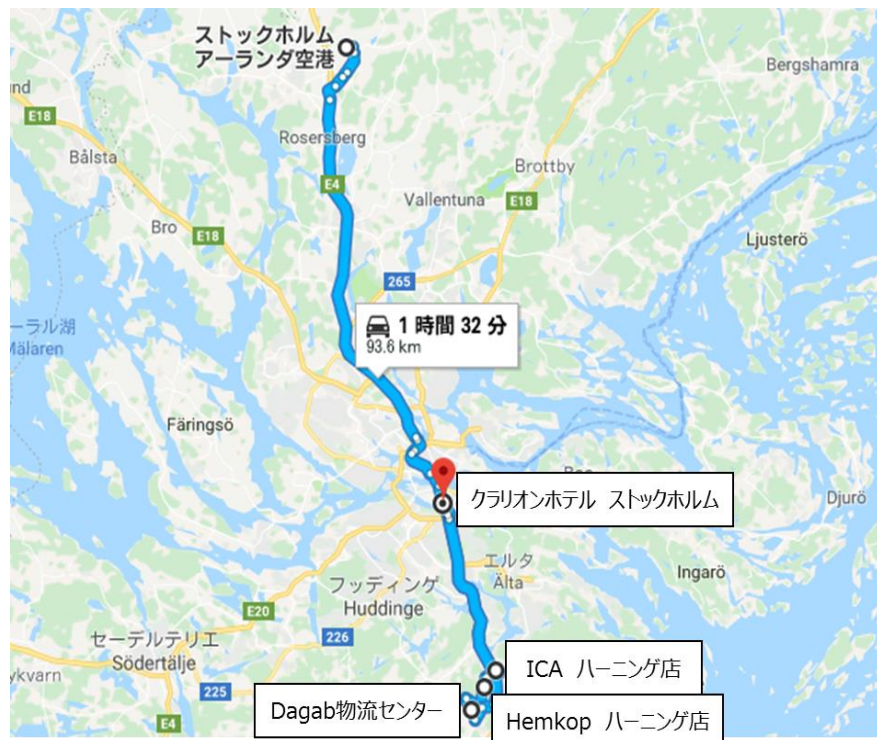 ストックホルム
アーランダ空港
Bergshamra
E18
Rosersberg
Bålsta
Brottby
E4
Vallentuna
E18
Bro
E18
Ljusterö
265
1 時間 32 分
93.6 km
ーラル湖
Mälaren
Färingsö
クラリオンホテル ストックホルム
Djurö
エルタ
Älta
Ingarö
フッディンゲ
Huddinge
E20
226
セーデルテリエ
Södertälje
ICA ハーニンゲ店
ykvarn
225
Dagab物流センター
Hemkop ハーニンゲ店
E4